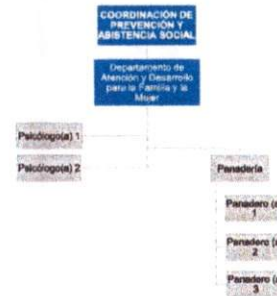 COORDINACIÓN DE
PREVENCIÓN Y
ASISTENCIA SOCIAL
Departamento de
Atención y Desarrollo
para la Familia y la
Mujer
Psicólogo(a) 1
Psicólogo(a) 2
Panadería
Panadero (a)
1
Panadero (a)
2
Panadero (a)
3